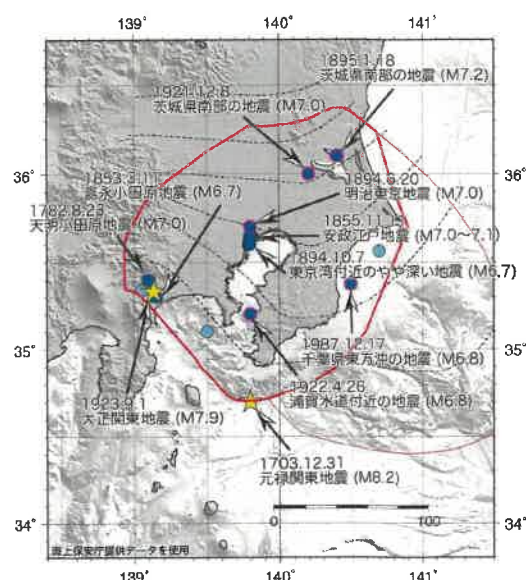 139° 140° 141°
1895.1.18
茨城県南部の地震 (M7.2)
1921.12.8
茨城県南部の地震 (M7.0)
36° 36°
1853.3.11
嘉永小田原地震 (M6.7)
1894.6.20
明治東京地震 (M7.0)
1782.8.23
天明小田原地震 (M7.0)
1855.11.11
安政江戸地震 (M7.0〜7.1)
1894.10.7
東京湾付近のやや深い地震 (M6.7)
35° 35°
1987.12.17
千葉県東方沖の地震 (M6.8)
1923.9.1
大正関東地震 (M7.9)
1922.4.26
浦賀水道付近の地震 (M6.8)
1703.12.31
元禄関東地震 (M8.2)
0 100
34° 34°
海上保安庁提供データを使用
139° 140° 141°